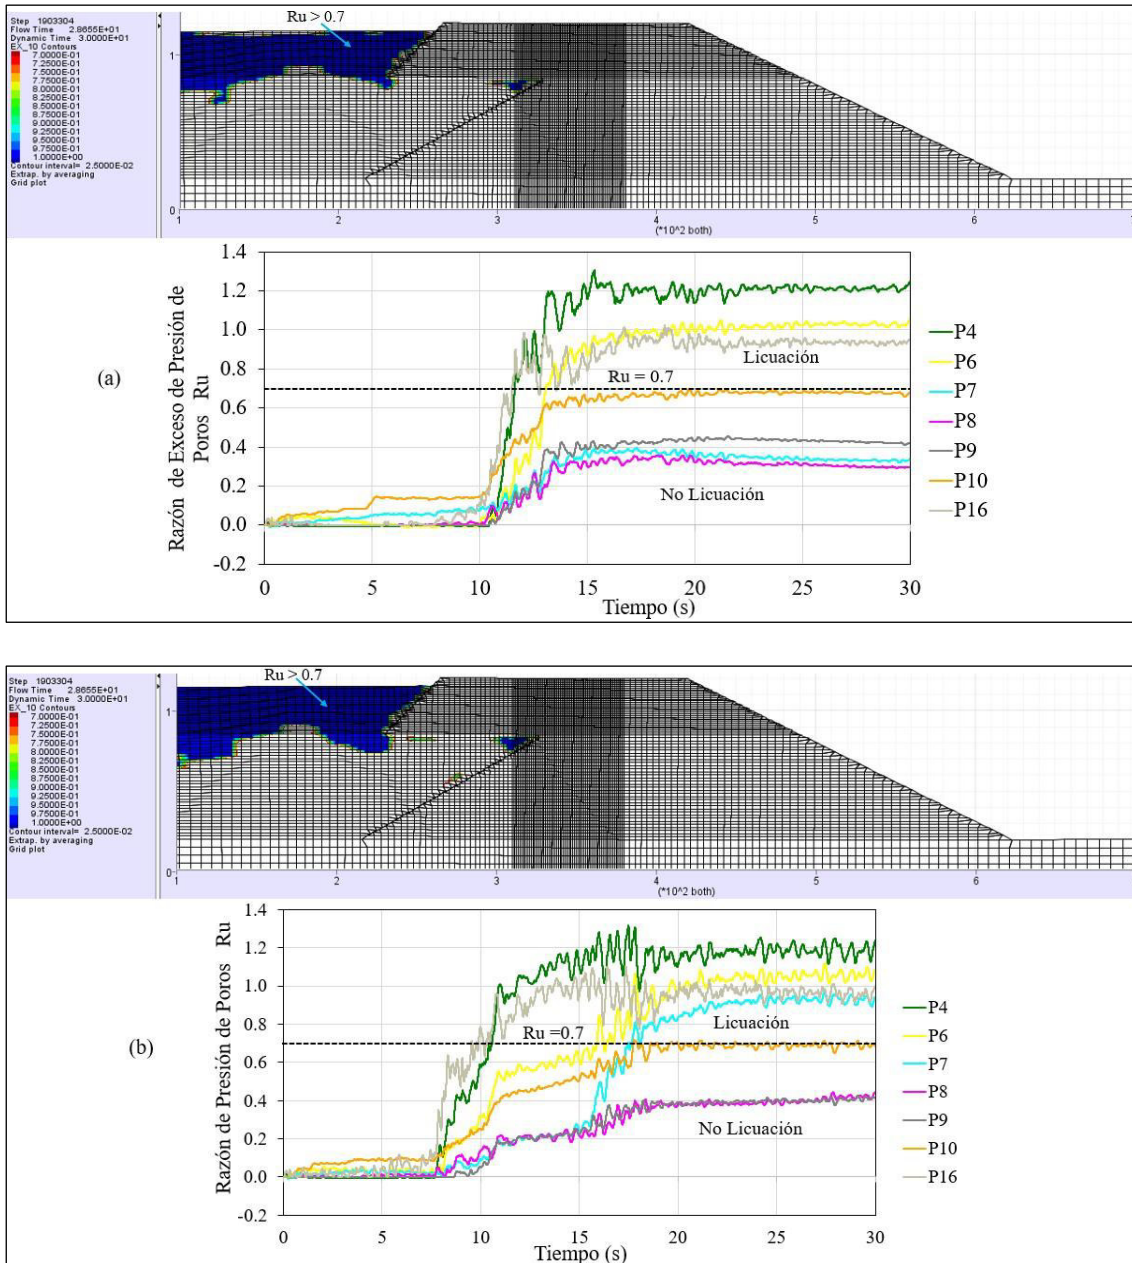 Step 1903304
Flow Time 2.8655E+01
Dynamic Time 3.0000E+01
EX_10 Contours
7.0000E-01
7.2500E-01
7.5000E-01
7.7500E-01
8.0000E-01
8.2500E-01
8.5000E-01
8.7500E-01
9.0000E-01
9.2500E-01
9.5000E-01
9.7500E-01
1.0000E+00
Contour interval= 2.5000E-02
Extrap. by averaging
Grid plot
Ru > 0.7
1
0
1 2 3 4 5 6 7
(*10^2 both)
(a)
Razón de Exceso de Presión de
Poros Ru
1.4
1.2
1.0
0.8
0.6
0.4
0.2
0.0
-0.2
0 5 10 15 20 25 30
Tiempo (s)
Licuación
Ru = 0.7
No Licuación
P4
P6
P7
P8
P9
P10
P16
Step 1903304
Flow Time 2.8655E+01
Dynamic Time 3.0000E+01
EX_10 Contours
7.0000E-01
7.2500E-01
7.5000E-01
7.7500E-01
8.0000E-01
8.2500E-01
8.5000E-01
8.7500E-01
9.0000E-01
9.2500E-01
9.5000E-01
9.7500E-01
1.0000E+00
Contour interval= 2.5000E-02
Extrap. by averaging
Grid plot
Ru > 0.7
1
0
1 2 3 4 5 6
(*10^2 both)
(b)
Razón de Presión de Poros Ru
1.4
1.2
1.0
0.8
0.6
0.4
0.2
0.0
-0.2
0 5 10 15 20 25 30
Tiempo (s)
Ru =0.7
Licuación
No Licuación
P4
P6
P7
P8
P9
P10
P16